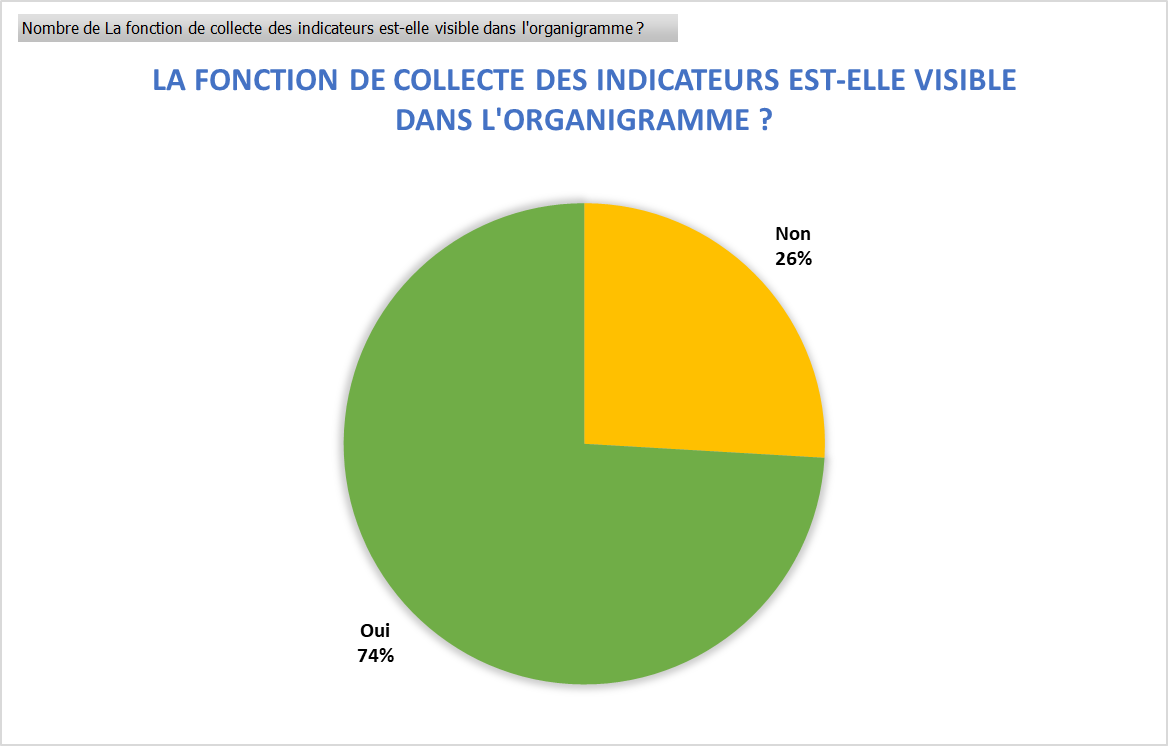 Nombre de La fonction de collecte des indicateurs est-elle visible dans l'organigramme ?
LA FONCTION DE COLLECTE DES INDICATEURS EST-ELLE VISIBLE
DANS L'ORGANIGRAMME ?
Non
26%
Oui
74%